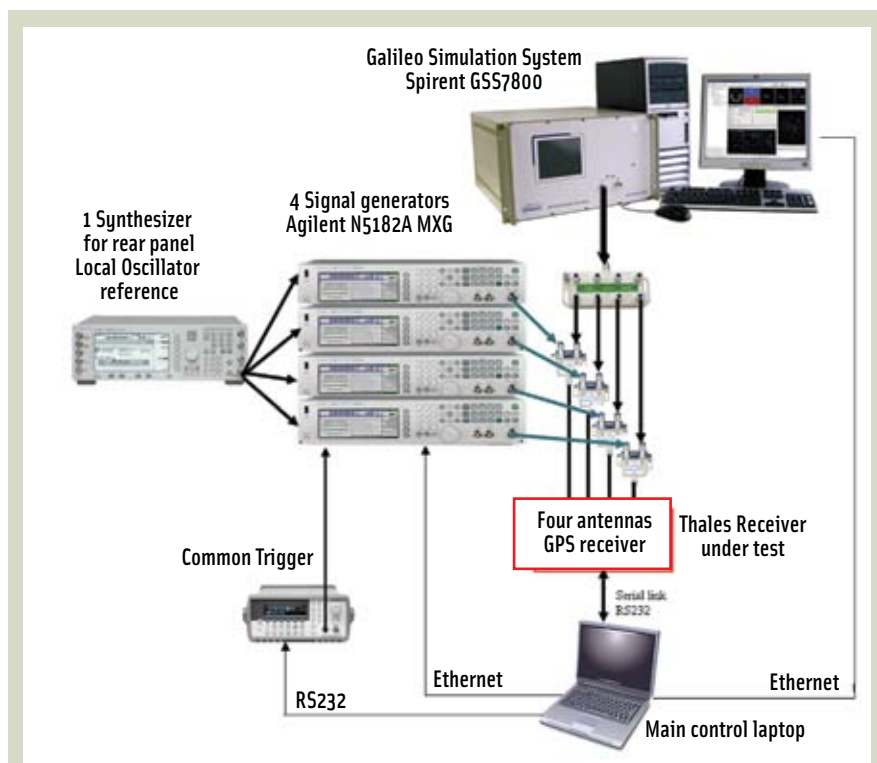 Galileo Simulation System
Spirent GSS7800
4 Signal generators
Agilent N5182A MXG
1 Synthesizer
for rear panel
Local Oscillator
reference
Four antennas
GPS receiver
Thales Receiver
under test
Common Trigger
Serial link
RS232
Ethernet
Ethernet
RS232
Main control laptop